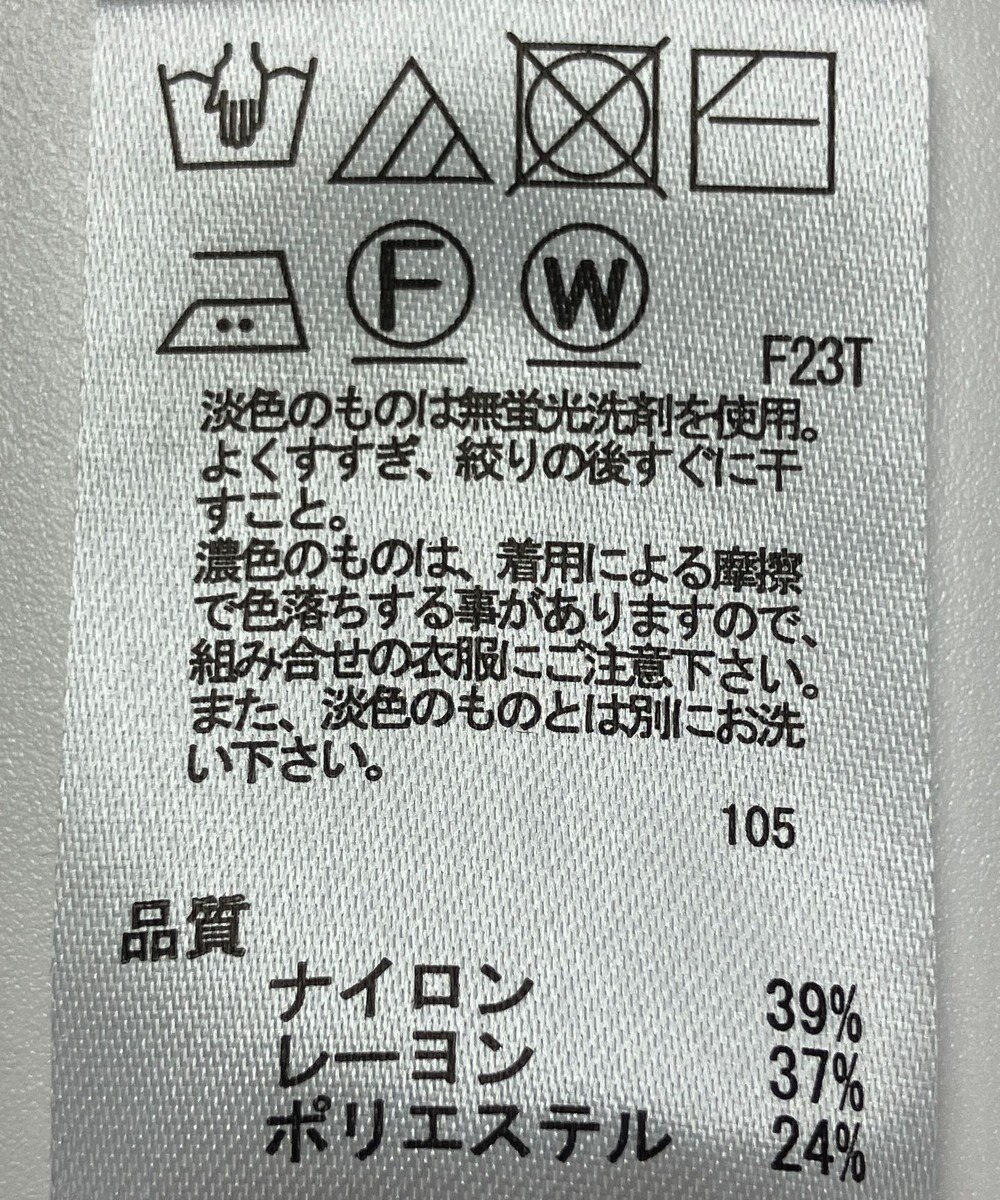 F
W
F23T
淡色のものは無蛍光洗剤を使用。
よくすすぎ、絞りの後すぐに干
すこと。
濃色のものは、着用による摩擦
で色落ちする事がありますので、
組み合せの衣服にご注意下さい。
また、淡色のものとは別にお洗
い下さい。
105
品質
ナイロン 39%
レーヨン 37%
ポリエステル 24%